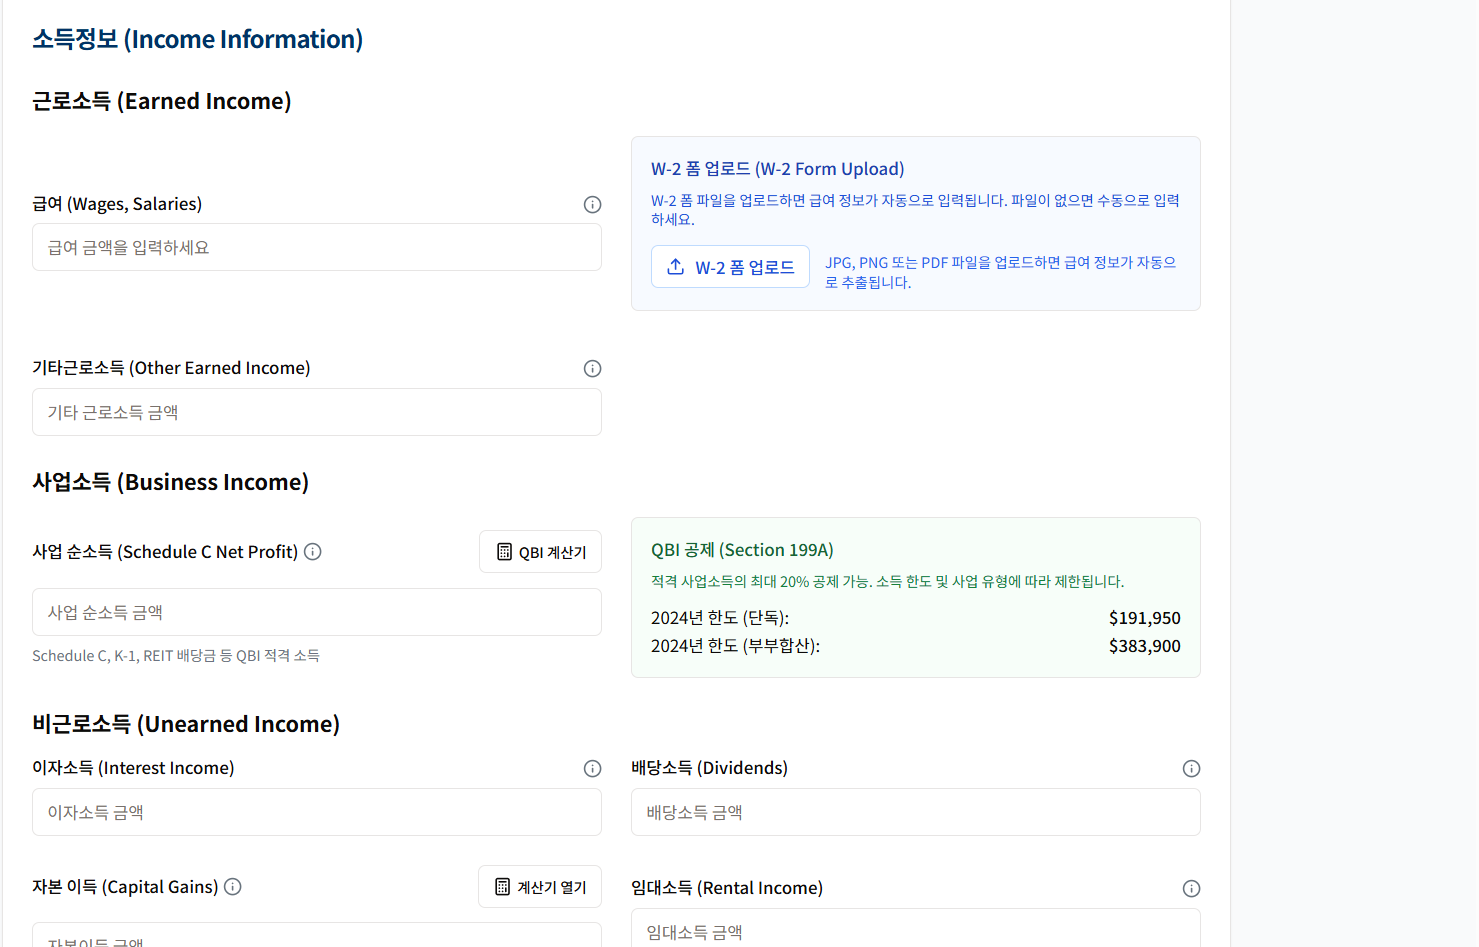 소득정보 (Income Information)
근로소득 (Earned Income)
급여 (Wages, Salaries)
급여 금액을 입력하세요
W-2 폼 업로드 (W-2 Form Upload)
W-2 폼 파일을 업로드하면 급여 정보가 자동으로 입력됩니다. 파일이 없으면 수동으로 입력
하세요.
W-2 폼 업로드
JPG, PNG 또는 PDF 파일을 업로드하면 급여 정보가 자동으
로 추출됩니다.
기타근로소득 (Other Earned Income)
기타 근로소득 금액
사업소득 (Business Income)
사업 순소득 (Schedule C Net Profit)
QBI 계산기
사업 순소득 금액
Schedule C, K-1, REIT 배당금 등 QBI 적격 소득
QBI 공제 (Section 199A)
적격 사업소득의 최대 20% 공제 가능. 소득 한도 및 사업 유형에 따라 제한됩니다.
2024년 한도 (단독): $191,950
2024년 한도 (부부합산): $383,900
비근로소득 (Unearned Income)
이자소득 (Interest Income)
이자소득 금액
배당소득 (Dividends)
배당소득 금액
자본 이득 (Capital Gains)
계산기 열기
자본이득 금액
임대소득 (Rental Income)
임대소득 금액